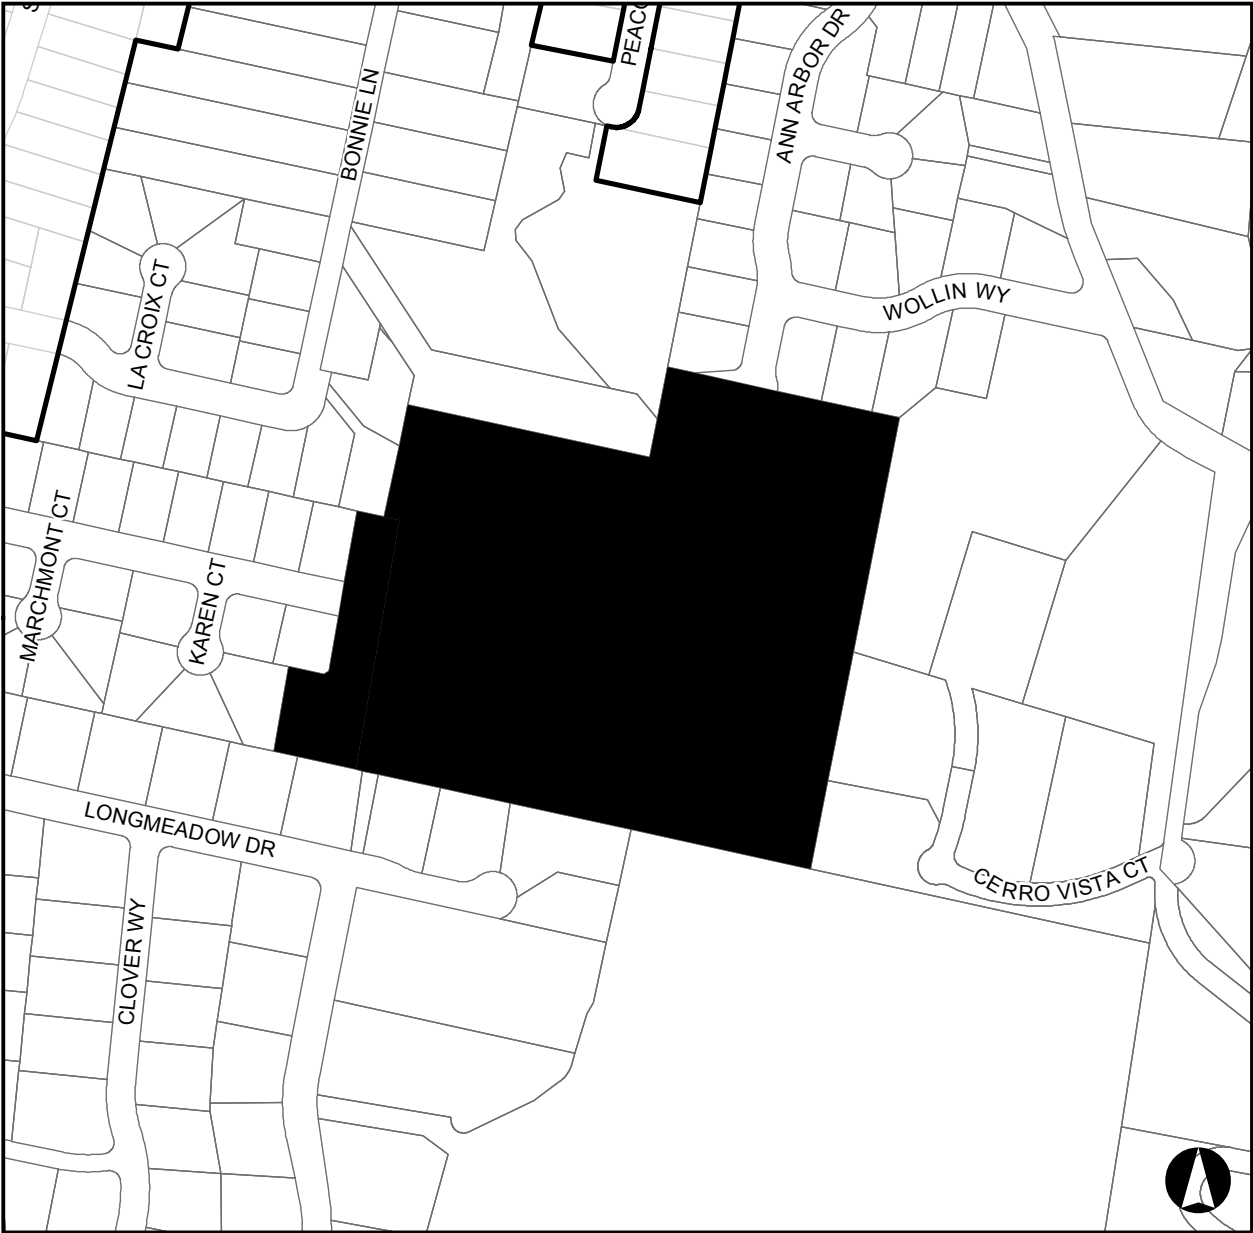 PEACO
ANN ARBOR DR
BONNIE LN
LA CROIX CT
WOLLIN WY
MARCHMONT CT
KAREN CT
LONGMEADOW DR
CERRO VISTA CT
CLOVER WY